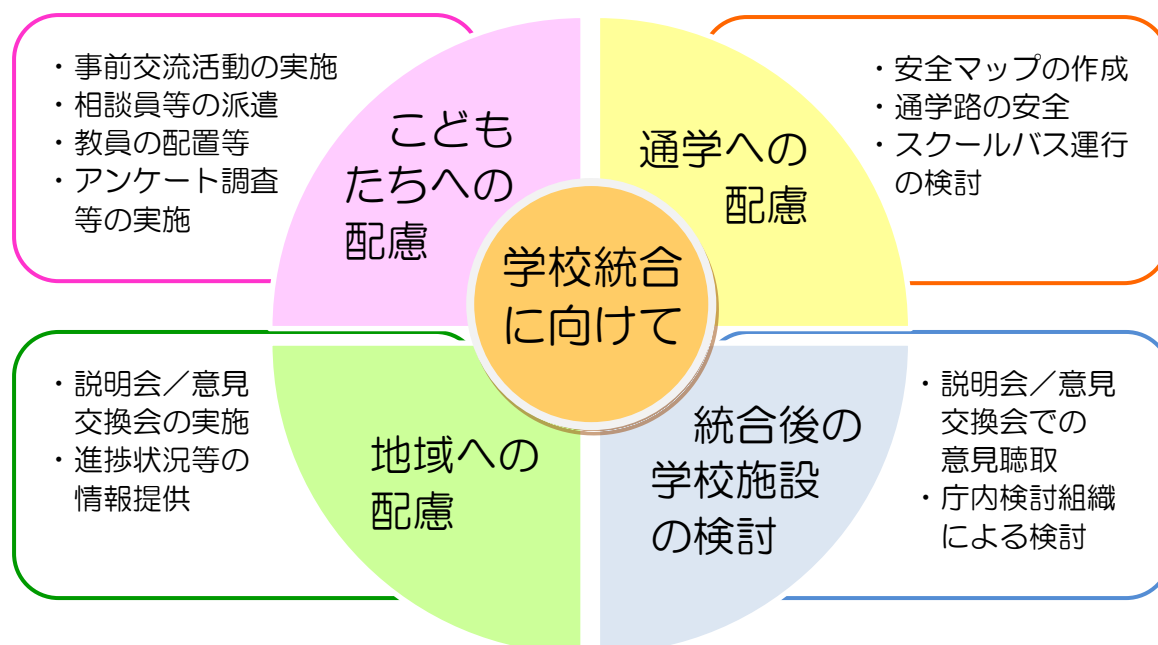 ・事前交流活動の実施
・相談員等の派遣
・教員の配置等
・アンケート調査
等の実施
こども
たちへの
配慮
通学への
配慮
・安全マップの作成
・通学路の安全
・スクールバス運行
の検討
学校統合
に向けて
・説明会／意見
交換会の実施
・進捗状況等の
情報提供
地域への
配慮
統合後の
学校施設
の検討
・説明会／意見
交換会での
意見聴取
・庁内検討組織
による検討